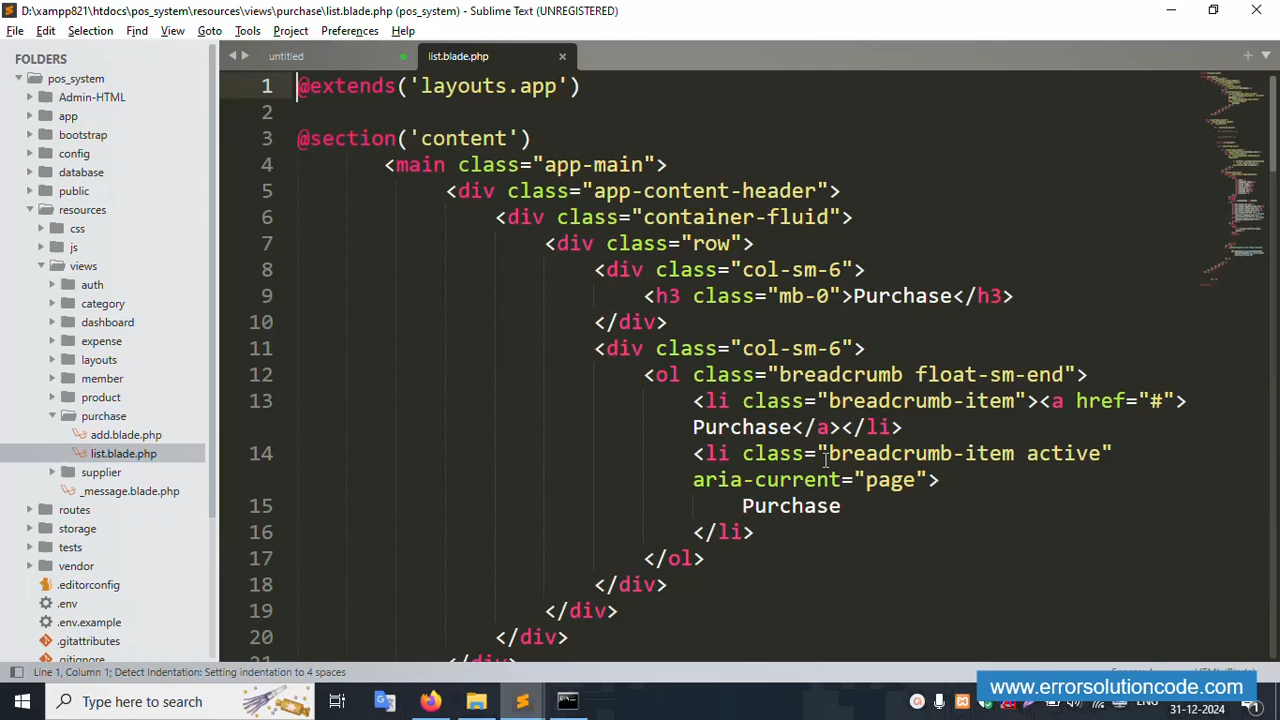 D:\xampp821\htdocs\pos_system\resources\views\purchase\list.blade.php (pos_system) - Sublime Text (UNREGISTERED)
File Edit Selection Find View Goto Tools Project Preferences Help
FOLDERS
pos_system
Admin-HTML
app
bootstrap
config
database
public
resources
css
js
views
auth
category
dashboard
expense
layouts
member
product
purchase
add.blade.php
list.blade.php
supplier
_message.blade.php
routes
storage
tests
vendor
.editorconfig
.env
.env.example
.gitattributes
.gitignore
untitled
list.blade.php
1 @extends('layouts.app')
2
3 @section('content')
4 <main class="app-main">
5 <div class="app-content-header">
6 <div class="container-fluid">
7 <div class="row">
8 <div class="col-sm-6">
9 <h3 class="mb-0">Purchase</h3>
10 </div>
11 <div class="col-sm-6">
12 <ol class="breadcrumb float-sm-end">
13 <li class="breadcrumb-item"><a href="#">
Purchase</a></li>
14 <li class="breadcrumb-item active"
aria-current="page">
15 Purchase
16 </li>
17 </ol>
18 </div>
19 </div>
20 </div>
21 </div>
Line 1, Column 1; Detect Indentation: Setting indentation to 4 spaces
Type here to search
www.errorsolutioncode.com
31-12-2024